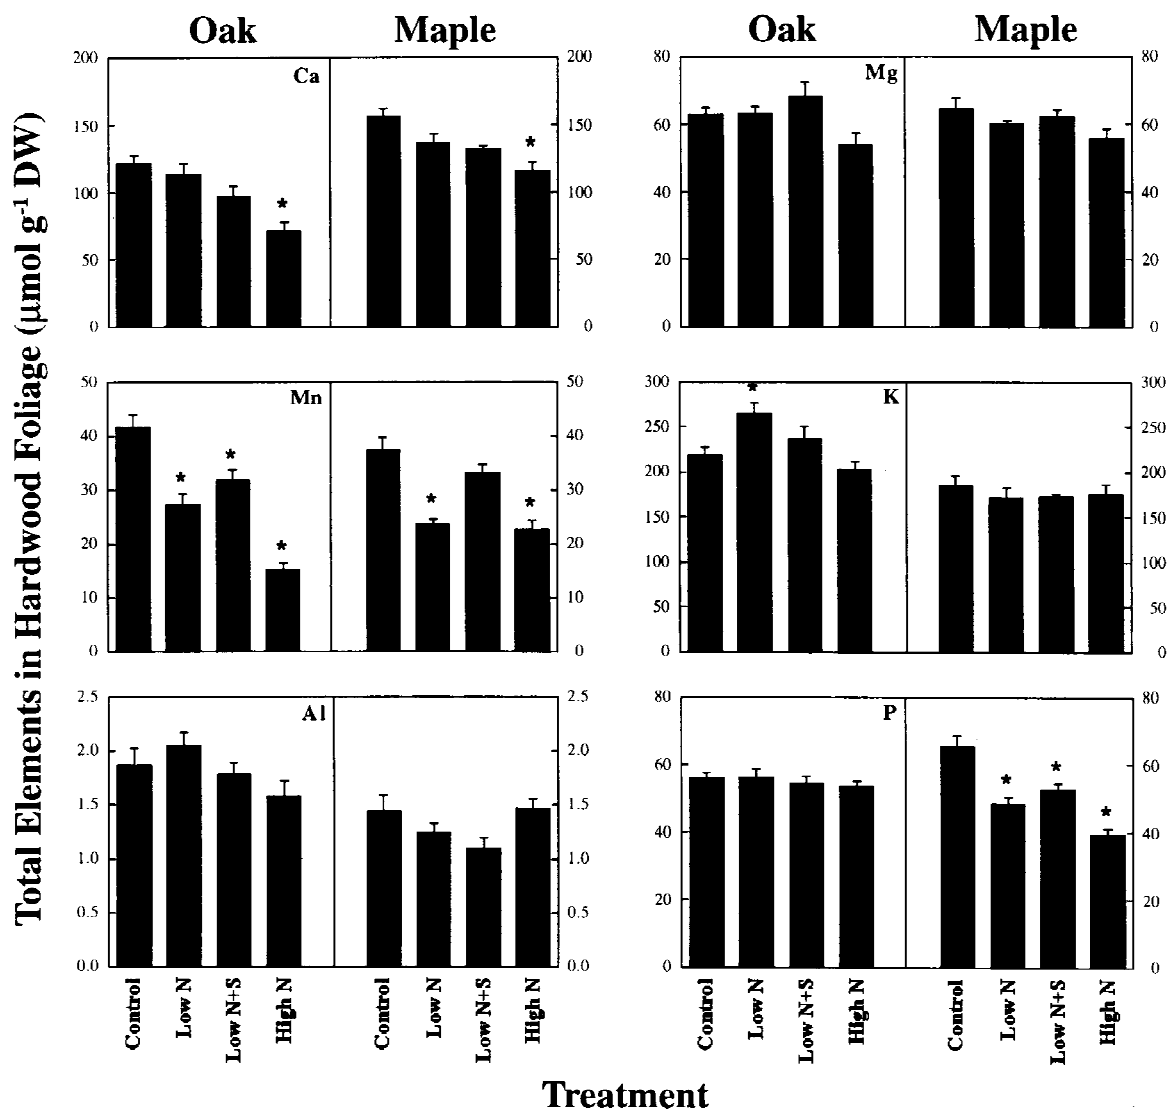 Oak Maple Oak Maple
Total Elements in Hardwood Foliage (μmol g-1 DW)
200 Ca 200 80 Mg 80
150 150 60 60
* *
100 100 40 40
50 50 20 20
0 0 0 0
50 Mn 50 300 * K 300
40 40 250 250
* * * *
30 30 200 200
20 20 150 150
*
10 10 100 100
50 50
0 0 0 0
2.5 Al 2.5 80 P 80
2.0 2.0 60 60
* * *
1.5 1.5 40 40
1.0 1.0
0.5 0.5 20 20
0.0 0.0 0 0
Control Low N Low N+S High N Control Low N Low N+S High N Control Low N Low N+S High N Control Low N Low N+S High N
Treatment